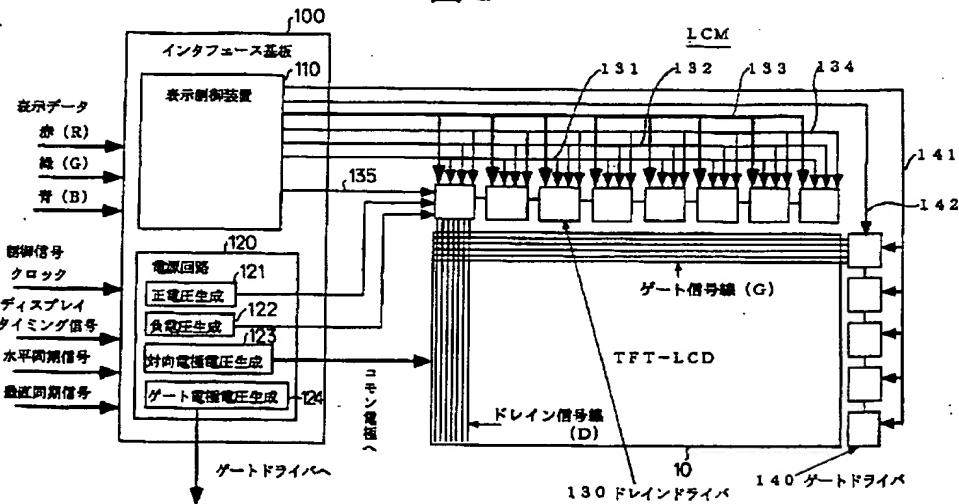 100
インタフェース基板
110
表示制御装置
LCM
131
132
133
134
表示データ
赤 (R)
緑 (G)
青 (B)
135
141
142
制御信号
クロック
ディスプレイ
タイミング信号
水平同期信号
垂直同期信号
120
電源回路
121
正電圧生成
122
負電圧生成
123
対向電極電圧生成
ゲート電極電圧生成
124
コモン電極へ
ゲート信号線 (G)
TFT-LCD
ドレイン信号線
(D)
ゲートドライバへ
10
130 ドレインドライバ
140 ゲートドライバ